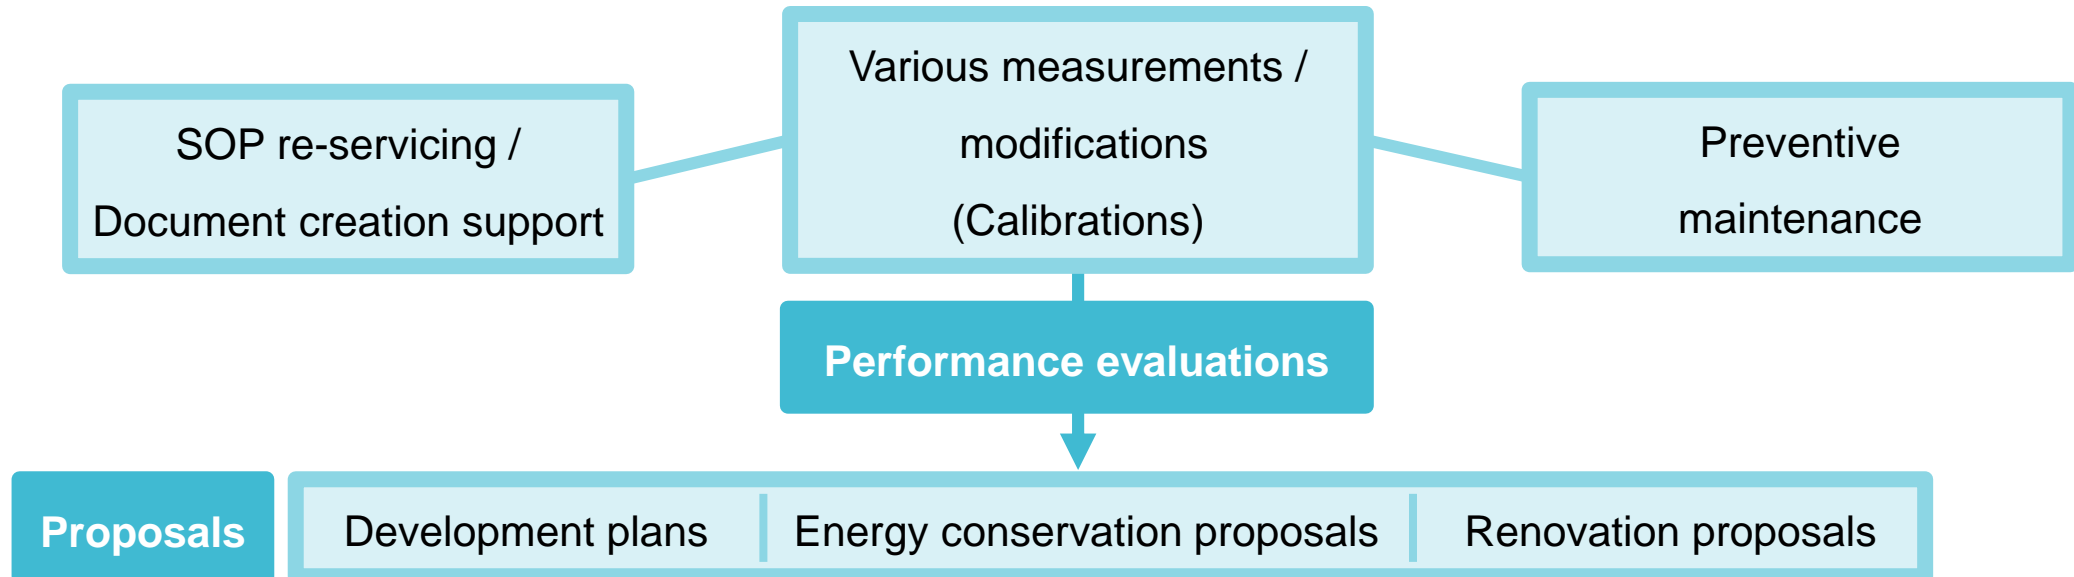 SOP re-servicing /
Document creation support
Various measurements /
modifications
(Calibrations)
Preventive
maintenance
Performance evaluations
Proposals
Development plans
Energy conservation proposals
Renovation proposals